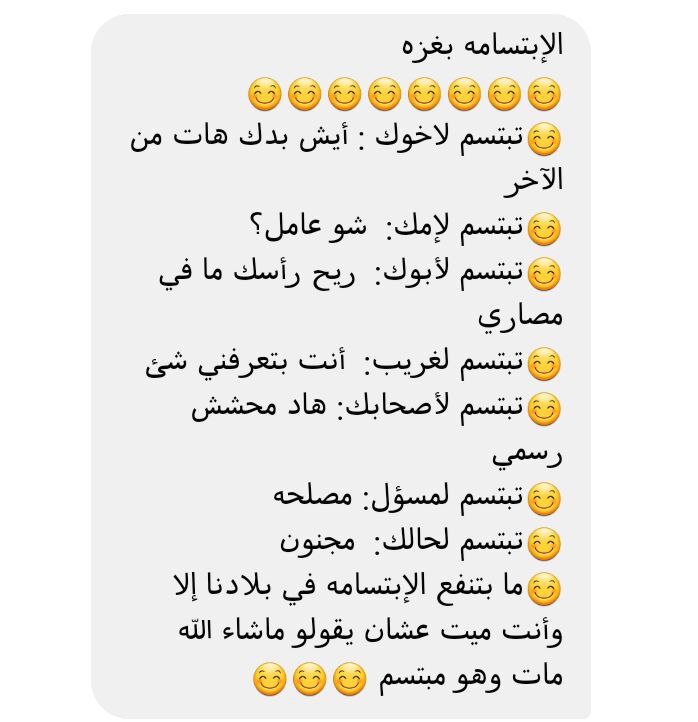 الإبتسامه بغزه
😊😊😊😊😊😊😊😊
😊تبتسم لاخوك : أيش بدك هات من
الآخر
😊تبتسم لإمك:  شو عامل؟
😊تبتسم لأبوك:  ريح رأسك ما في
مصاري
😊تبتسم لغريب:  أنت بتعرفني شئ
😊تبتسم لأصحابك: هاد محشش
رسمي
😊تبتسم لمسؤل: مصلحه
😊تبتسم لحالك:  مجنون
😊ما بتنفع الإبتسامه في بلادنا إلا
وأنت ميت عشان يقولو ماشاء الله
مات وهو مبتسم 😊😊😊